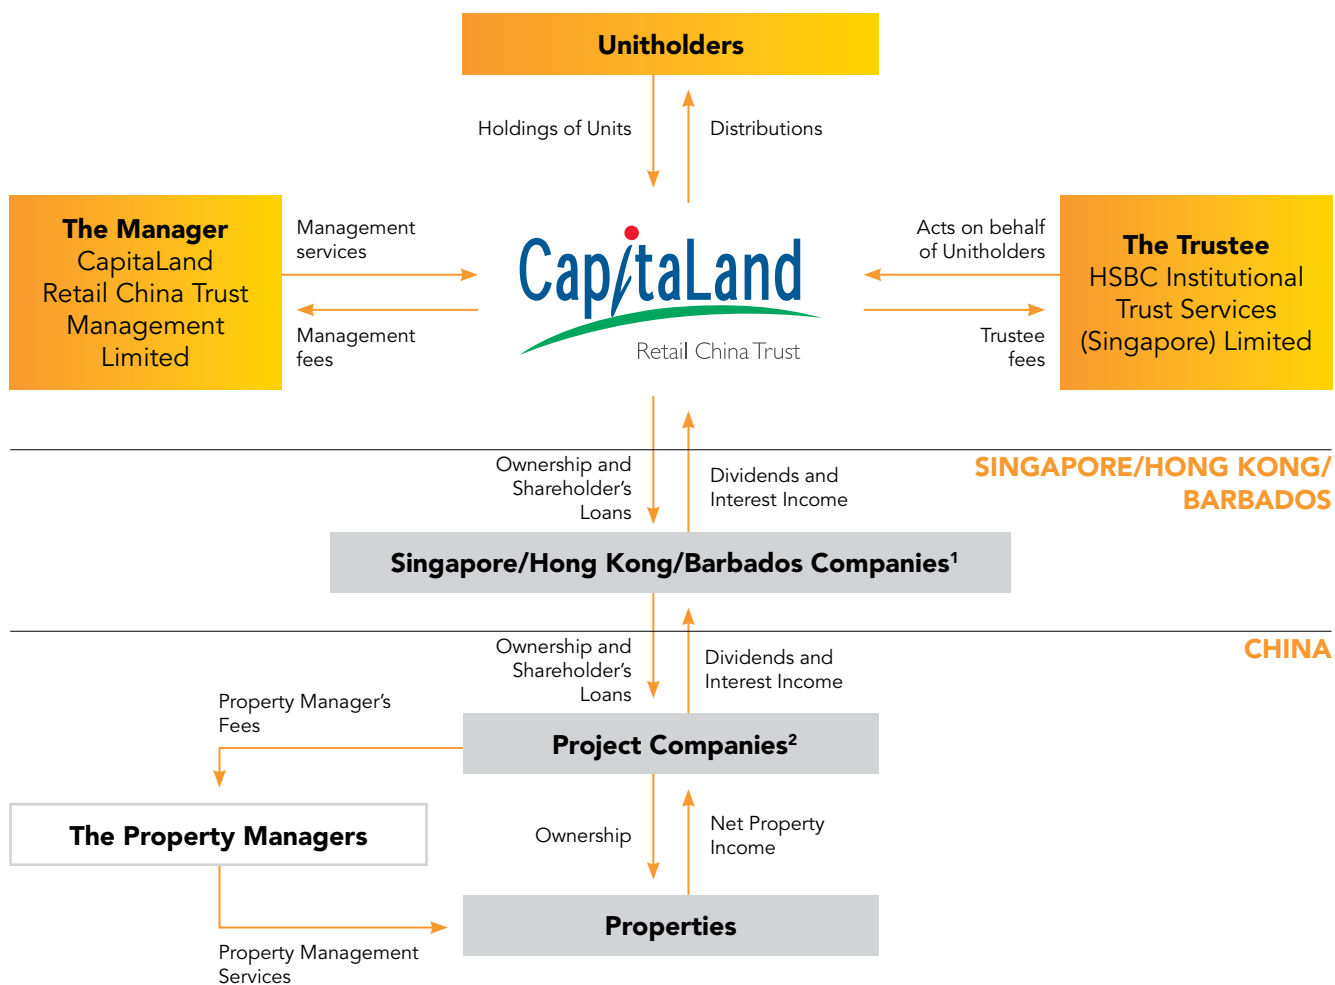 Unitholders
Holdings of Units
Distributions
The Manager
CapitaLand
Retail China Trust
Management
Limited
Management
services
Management
fees
CapitaLand
Retail China Trust
Acts on behalf
of Unitholders
Trustee
fees
The Trustee
HSBC Institutional
Trust Services
(Singapore) Limited
Ownership and
Shareholder's
Loans
Dividends and
Interest Income
SINGAPORE/HONG KONG/
BARBADOS
Singapore/Hong Kong/Barbados Companies¹
Ownership and
Shareholder's
Loans
Dividends and
Interest Income
CHINA
Property Manager's
Fees
Project Companies²
The Property Managers
Ownership
Net Property
Income
Properties
Property Management
Services